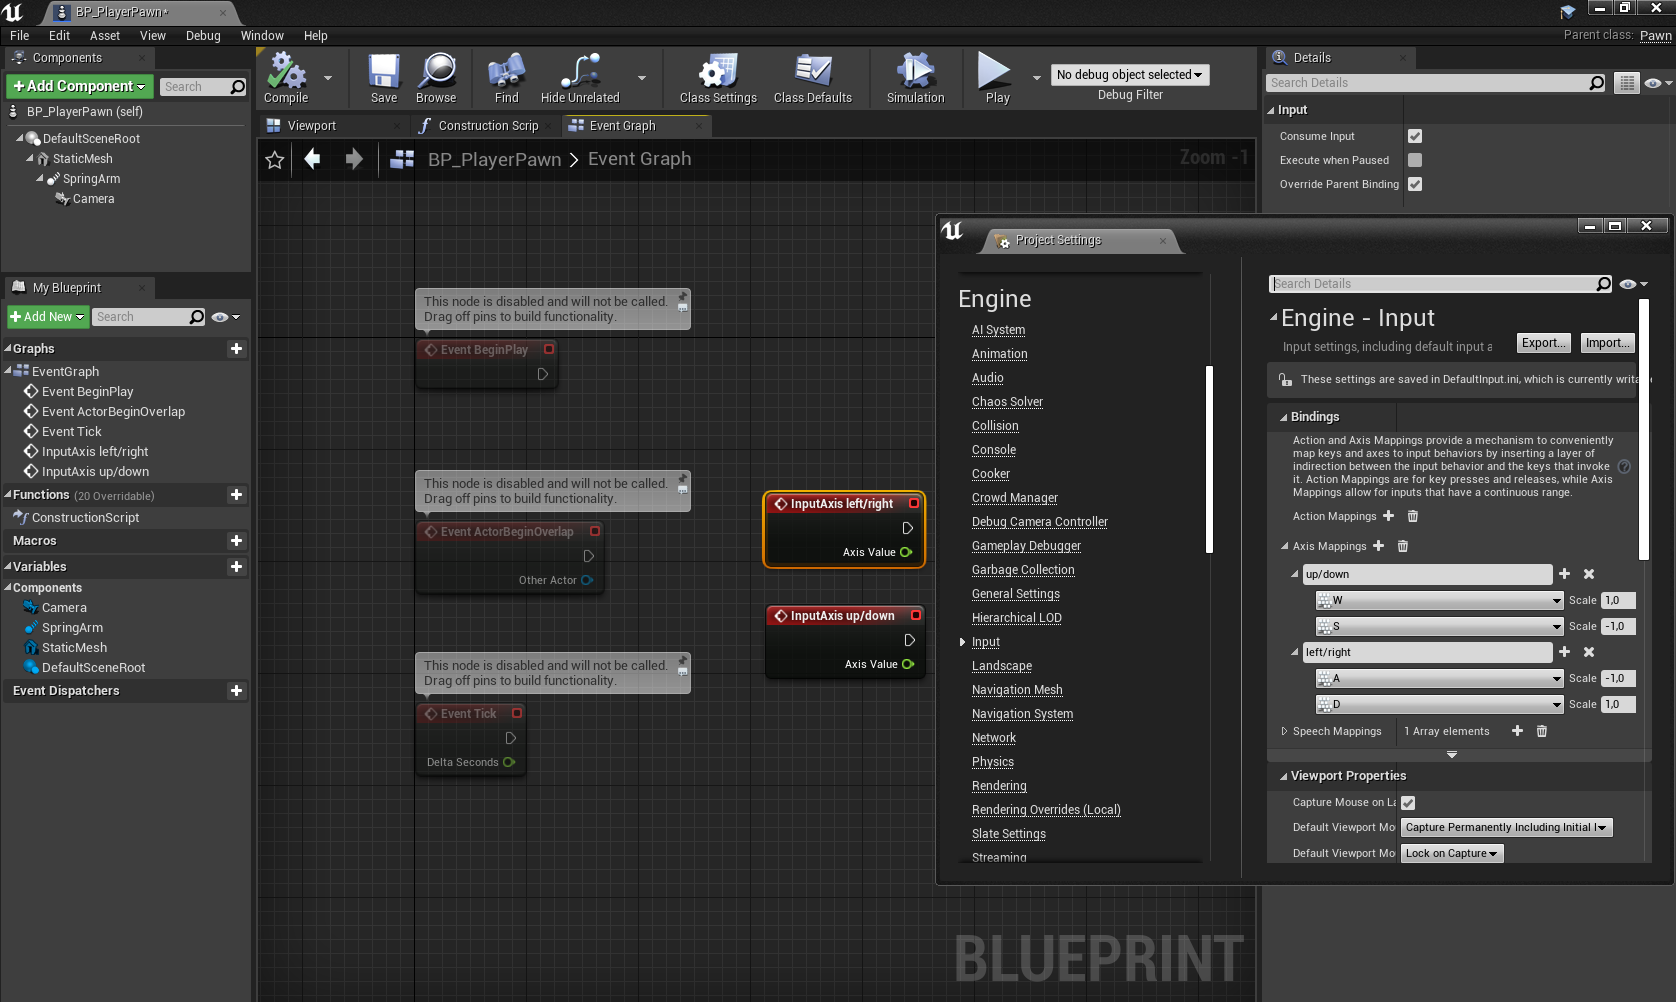 BP_PlayerPawn*
File Edit Asset View Debug Window Help
Parent class: Pawn
Components
+Add Component
Search
BP_PlayerPawn (self)
DefaultSceneRoot
StaticMesh
SpringArm
Camera
My Blueprint
+Add New
Search
Graphs
EventGraph
Event BeginPlay
Event ActorBeginOverlap
Event Tick
InputAxis left/right
InputAxis up/down
Functions (20 Overridable)
ConstructionScript
Macros
Variables
Components
Camera
SpringArm
StaticMesh
DefaultSceneRoot
Event Dispatchers
Compile
Save
Browse
Find
Hide Unrelated
Class Settings
Class Defaults
Simulation
Play
No debug object selected
Debug Filter
Viewport
Construction Scrip
Event Graph
BP_PlayerPawn > Event Graph
Zoom -1
This node is disabled and will not be called.
Drag off pins to build functionality.
Event BeginPlay
This node is disabled and will not be called.
Drag off pins to build functionality.
Event ActorBeginOverlap
Other Actor
This node is disabled and will not be called.
Drag off pins to build functionality.
Event Tick
Delta Seconds
InputAxis left/right
Axis Value
InputAxis up/down
Axis Value
BLUEPRINT
Details
Search Details
Input
Consume Input
Execute when Paused
Override Parent Binding
Project Settings
Engine
AI System
Animation
Audio
Chaos Solver
Collision
Console
Cooker
Crowd Manager
Debug Camera Controller
Gameplay Debugger
Garbage Collection
General Settings
Hierarchical LOD
Input
Landscape
Navigation Mesh
Navigation System
Network
Physics
Rendering
Rendering Overrides (Local)
Slate Settings
Streaming
Search Details
Engine - Input
Input settings, including default input a
Export...
Import...
These settings are saved in DefaultInput.ini, which is currently writa
Bindings
Action and Axis Mappings provide a mechanism to conveniently
map keys and axes to input behaviors by inserting a layer of
indirection between the input behavior and the keys that invoke
it. Action Mappings are for key presses and releases, while Axis
Mappings allow for inputs that have a continuous range.
Action Mappings
Axis Mappings
up/down
W Scale 1,0
S Scale -1,0
left/right
A Scale -1,0
D Scale 1,0
Speech Mappings 1 Array elements
Viewport Properties
Capture Mouse on La
Default Viewport Mo Capture Permanently Including Initial I
Default Viewport Mo Lock on Capture